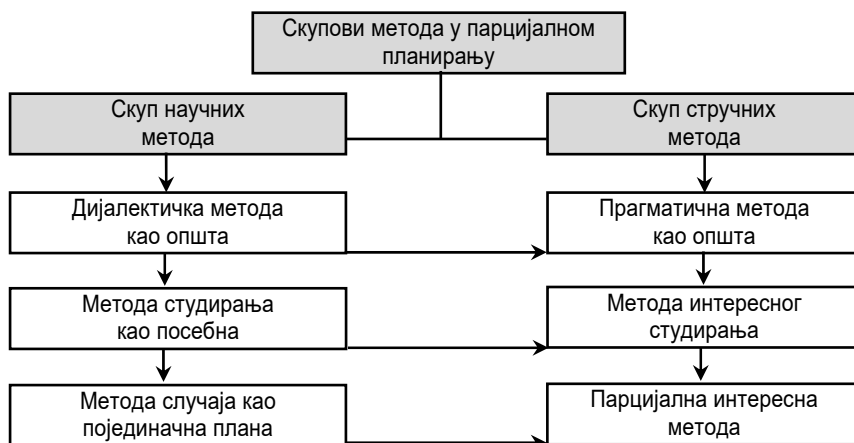 Скупови метода у парцијалном
планирању
Скуп научних
метода
Скуп стручних
метода
Дијалектичка метода
као општа
Прагматична метода
као општа
Метода студирања
као посебна
Метода интересног
студирања
Метода случаја као
појединачна плана
Парцијална интересна
метода